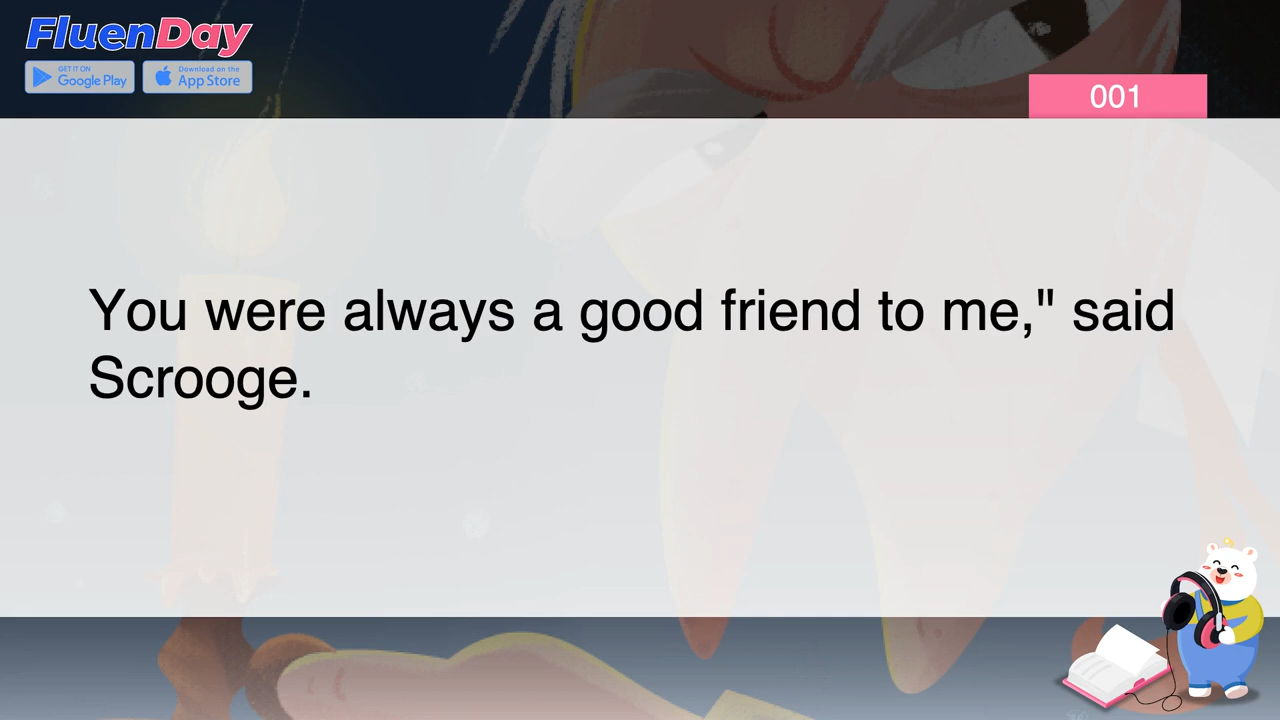 FluenDay
GET IT ON
Google Play
Download on the
App Store
001
You were always a good friend to me," said
Scrooge.